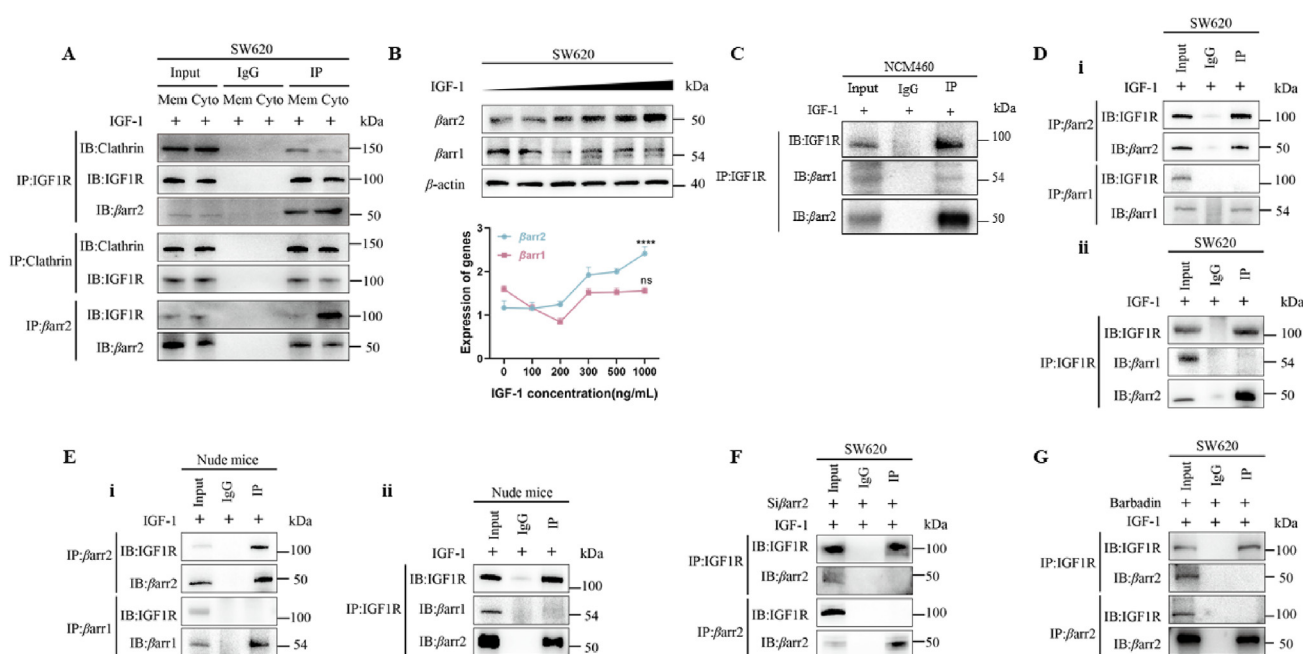 A
SW620
Input IgG IP
Mem Cyto Mem Cyto Mem Cyto
IGF-1 + + + + + + kDa
IP:IGF1R
IB:Clathrin 150
IB:IGF1R 100
IB:βarr2 50
IP:Clathrin
IB:Clathrin 150
IB:IGF1R 100
IP:βarr2
IB:IGF1R 100
IB:βarr2 50
B
SW620
IGF-1 kDa
βarr2 50
βarr1 54
β-actin 40
βarr2
βarr1
****
ns
Expression of genes
3
2
1
0
0 100 200 300 500 1000
IGF-1 concentration(ng/mL)
C
NCM460
Input IgG IP
IGF-1 + + + kDa
IP:IGF1R
IB:IGF1R 100
IB:βarr1 54
IB:βarr2 50
D
i
SW620
Input IgG IP
IGF-1 + + + kDa
IP:βarr2
IB:IGF1R 100
IB:βarr2 50
IP:βarr1
IB:IGF1R 100
IB:βarr1 54
ii
SW620
Input IgG IP
IGF-1 + + + kDa
IP:IGF1R
IB:IGF1R 100
IB:βarr1 54
IB:βarr2 50
E
i
Nude mice
Input IgG IP
IGF-1 + + + kDa
IP:βarr2
IB:IGF1R 100
IB:βarr2 50
IP:βarr1
IB:IGF1R 100
IB:βarr1 54
ii
Nude mice
Input IgG IP
IGF-1 + + + kDa
IP:IGF1R
IB:IGF1R 100
IB:βarr1 54
IB:βarr2 50
F
SW620
Input IgG IP
Siβarr2 + + +
IGF-1 + + + kDa
IP:IGF1R
IB:IGF1R 100
IB:βarr2 50
IP:βarr2
IB:IGF1R 100
IB:βarr2 50
G
SW620
Input IgG IP
Barbadin + + +
IGF-1 + + + kDa
IP:IGF1R
IB:IGF1R 100
IB:βarr2 50
IP:βarr2
IB:IGF1R 100
IB:βarr2 50